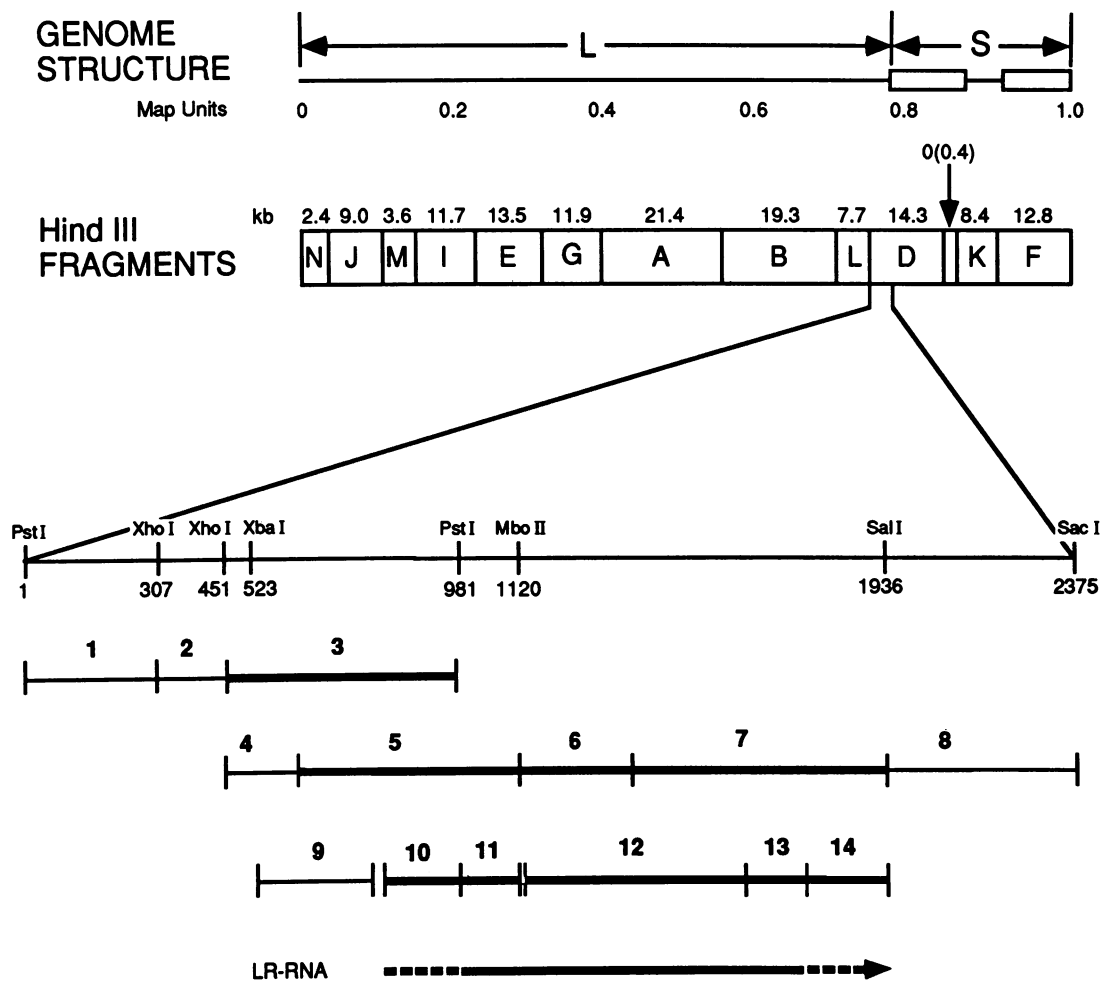 GENOME
STRUCTURE
L
S
Map Units
0 0.2 0.4 0.6 0.8 1.0
0(0.4)
Hind III
FRAGMENTS
kb 2.4 9.0 3.6 11.7 13.5 11.9 21.4 19.3 7.7 14.3 8.4 12.8
N J M I E G A B L D K F
Pst I Xho I Xho I Xba I Pst I Mbo II Sal I Sac I
1 307 451 523 981 1120 1936 2375
1 2 3
4 5 6 7 8
9 10 11 12 13 14
LR-RNA